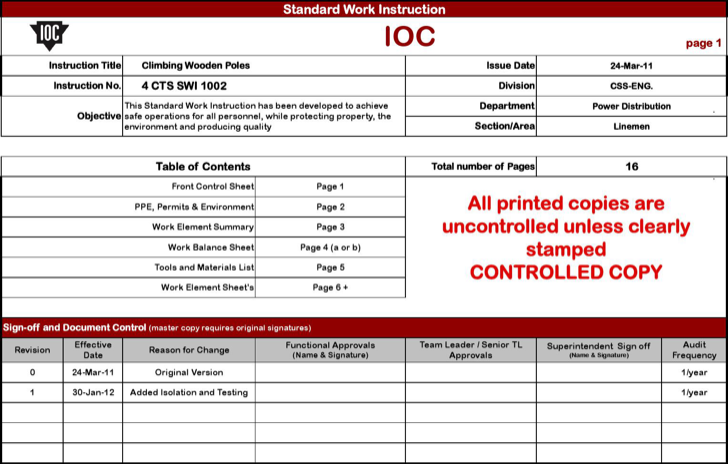 Standard Work Instruction
IOC
IOC
page 1
Instruction Title Climbing Wooden Poles Issue Date 24-Mar-11
Instruction No. 4 CTS SWI 1002 Division CSS-ENG.
Objective This Standard Work Instruction has been developed to achieve
safe operations for all personnel, while protecting property, the
environment and producing quality
Department Power Distribution
Section/Area Linemen
Table of Contents Total number of Pages 16
Front Control Sheet Page 1
PPE, Permits & Environment Page 2
Work Element Summary Page 3
Work Balance Sheet Page 4 (a or b)
Tools and Materials List Page 5
Work Element Sheet's Page 6 +
All printed copies are
uncontrolled unless clearly
stamped
CONTROLLED COPY
Sign-off and Document Control (master copy requires original signatures)
Revision Effective Date Reason for Change Functional Approvals (Name & Signature) Team Leader / Senior TL Approvals Superintendent Sign off (Name & Signature) Audit Frequency
0 24-Mar-11 Original Version 1/year
1 30-Jan-12 Added Isolation and Testing 1/year